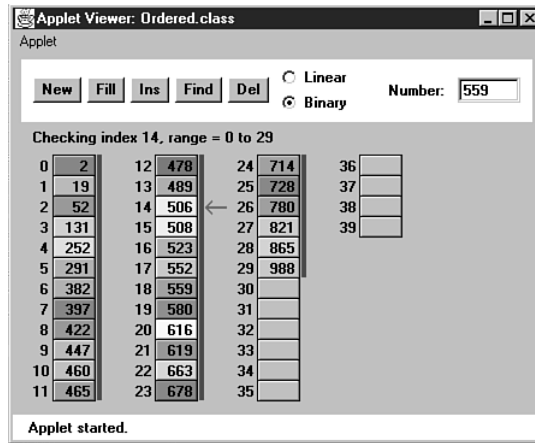 Applet Viewer: Ordered.class
Applet
New Fill Ins Find Del Linear Binary Number: 559
Checking index 14, range = 0 to 29
0 2 12 478 24 714 36
1 19 13 489 25 728 37
2 52 14 506 26 780 38
3 131 15 508 27 821 39
4 252 16 523 28 865
5 291 17 552 29 988
6 382 18 559 30
7 397 19 580 31
8 422 20 616 32
9 447 21 619 33
10 460 22 663 34
11 465 23 678 35
Applet started.